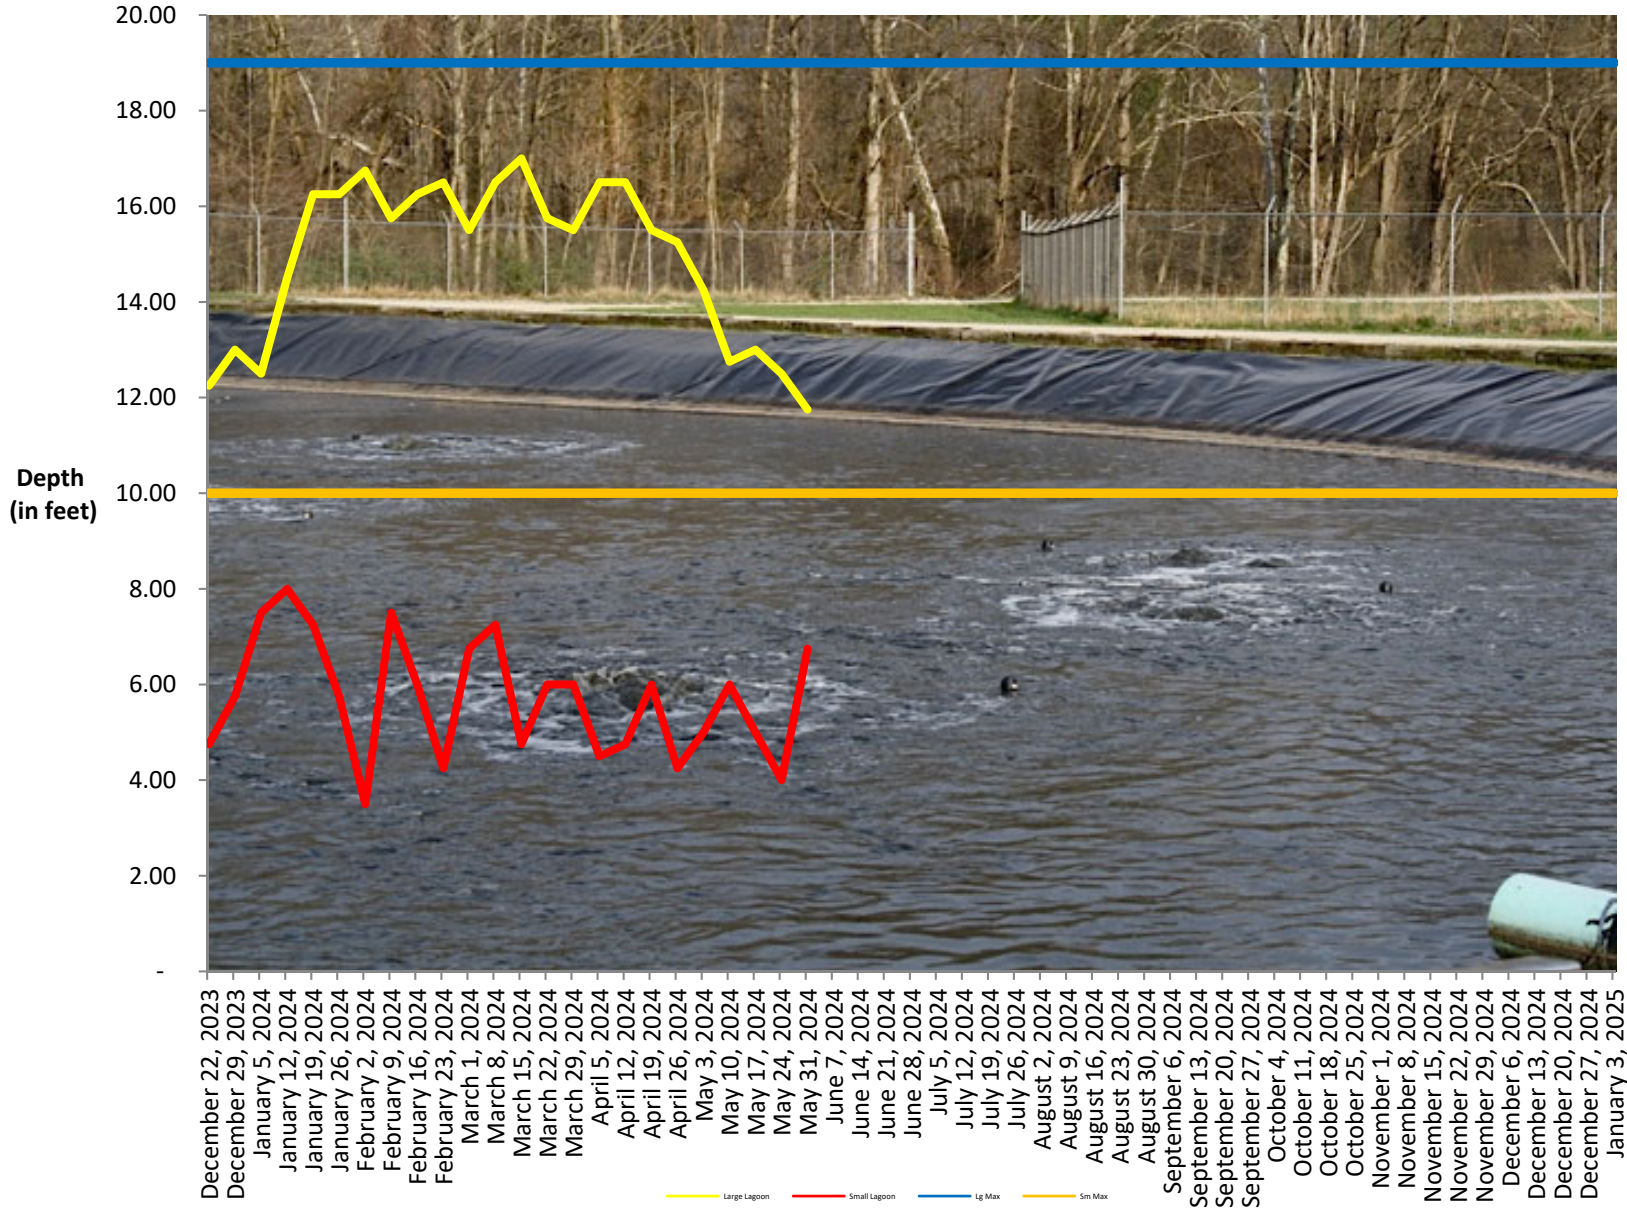 20.00
18.00
16.00
14.00
12.00
10.00
8.00
6.00
4.00
2.00
-
Depth
(in feet)
December 22, 2023
December 29, 2023
January 5, 2024
January 12, 2024
January 19, 2024
January 26, 2024
February 2, 2024
February 9, 2024
February 16, 2024
February 23, 2024
March 1, 2024
March 8, 2024
March 15, 2024
March 22, 2024
March 29, 2024
April 5, 2024
April 12, 2024
April 19, 2024
April 26, 2024
May 3, 2024
May 10, 2024
May 17, 2024
May 24, 2024
May 31, 2024
June 7, 2024
June 14, 2024
June 21, 2024
June 28, 2024
July 5, 2024
July 12, 2024
July 19, 2024
July 26, 2024
August 2, 2024
August 9, 2024
August 16, 2024
August 23, 2024
August 30, 2024
September 6, 2024
September 13, 2024
September 20, 2024
September 27, 2024
October 4, 2024
October 11, 2024
October 18, 2024
October 25, 2024
November 1, 2024
November 8, 2024
November 15, 2024
November 22, 2024
November 29, 2024
December 6, 2024
December 13, 2024
December 20, 2024
December 27, 2024
January 3, 2025
Large Lagoon
Small Lagoon
Lg Max
Sm Max